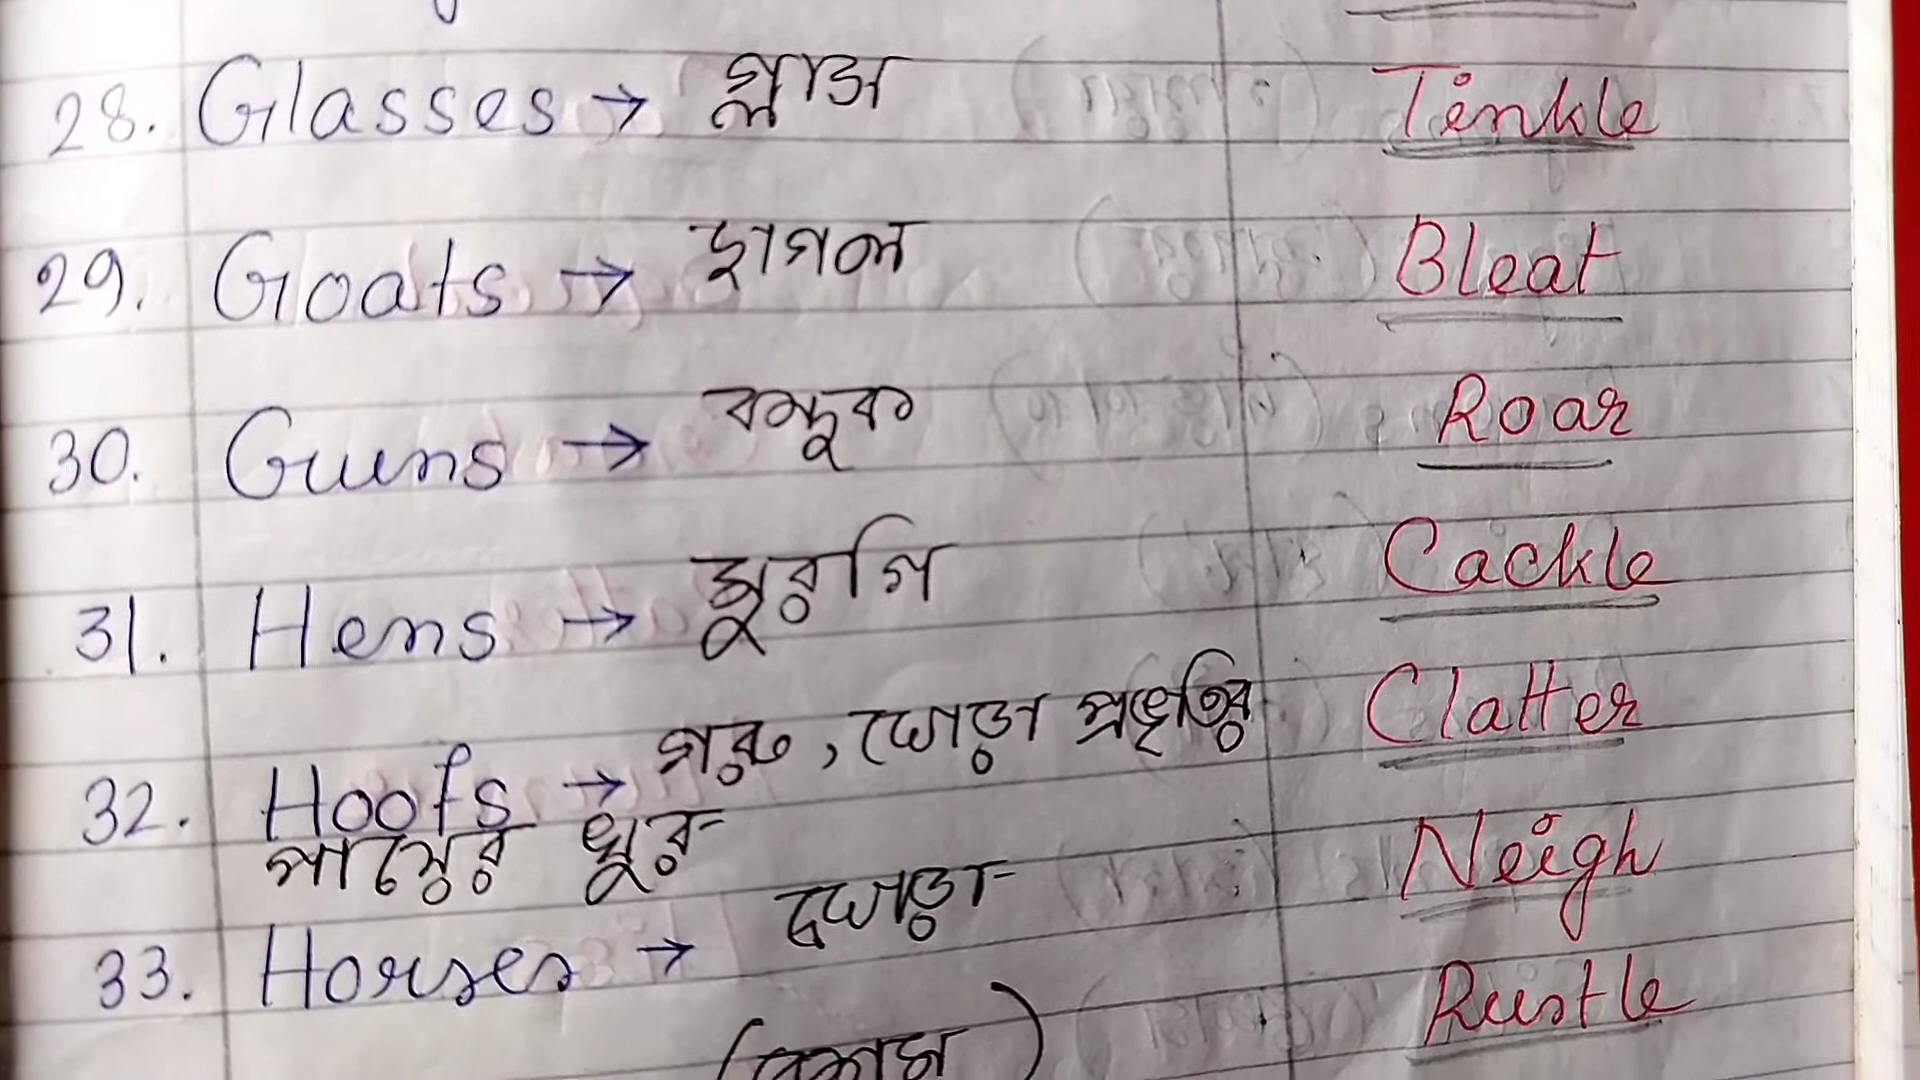 28. Glasses → গ্লাস Tinkle
29. Goats → ছাগল Bleat
30. Guns → বন্দুক Roar
31. Hens → মুরগি Cackle
32. Hoofs → গরু, ঘোড়া প্রভৃতির Clatter
পায়ের খুর
33. Horses → ঘোড়া Neigh
Rustle